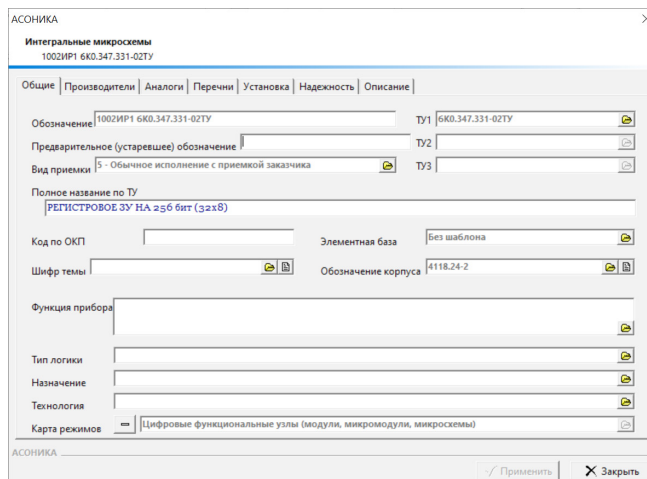 АСОНИКА
Интегральные микросхемы
1002ИР1 6К0.347.331-02ТУ
Общие Производители Аналоги Перечни Установка Надежность Описание
Обозначение 1002ИР1 6К0.347.331-02ТУ ТУ1 6К0.347.331-02ТУ
Предварительное (устаревшее) обозначение ТУ2
Вид приемки 5 - Обычное исполнение с приемкой заказчика ТУ3
Полное название по ТУ
РЕГИСТРОВОЕ ЗУ НА 256 бит (32х8)
Код по ОКП Элементная база Без шаблона
Шифр темы Обозначение корпуса 4118.24-2
Функция прибора
Тип логики
Назначение
Технология
Карта режимов Цифровые функциональные узлы (модули, микромодули, микросхемы)
АСОНИКА
Применить Закрыть